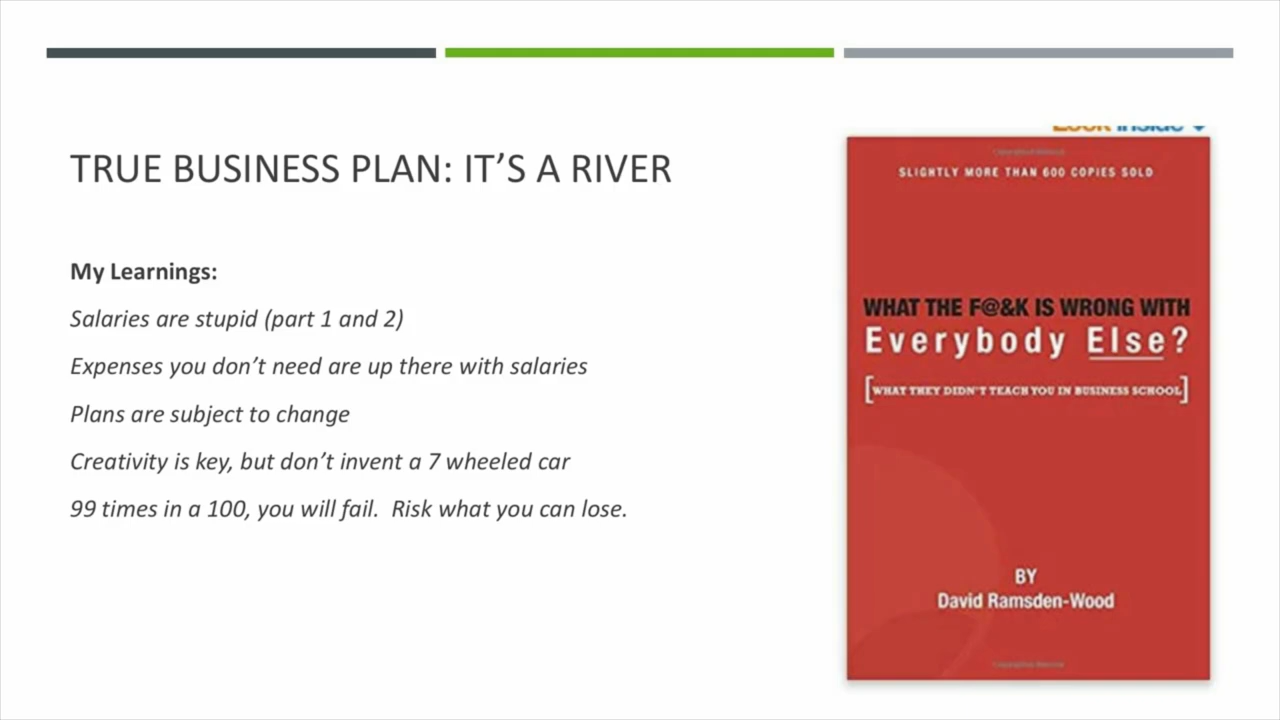 TRUE BUSINESS PLAN: IT’S A RIVER
My Learnings:
Salaries are stupid (part 1 and 2)
Expenses you don’t need are up there with salaries
Plans are subject to change
Creativity is key, but don’t invent a 7 wheeled car
99 times in a 100, you will fail.  Risk what you can lose.
SLIGHTLY MORE THAN 600 COPIES SOLD
WHAT THE F@&K IS WRONG WITH
Everybody Else?
[WHAT THEY DIDN'T TEACH YOU IN BUSINESS SCHOOL]
BY
David Ramsden-Wood